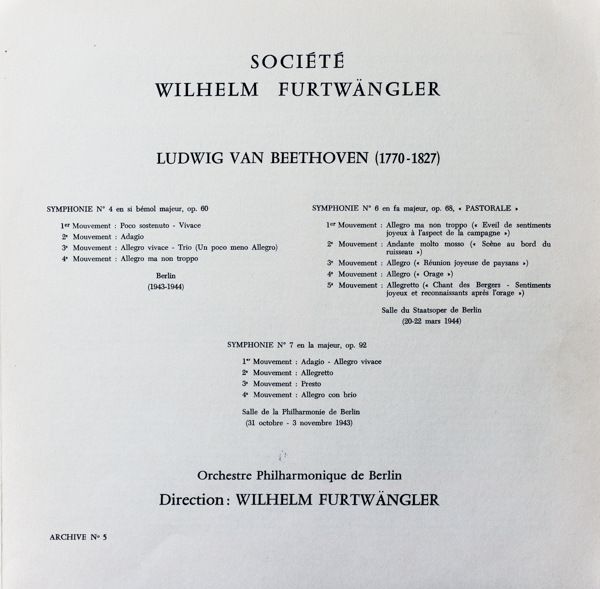 SOCIÉTÉ
WILHELM FURTWÄNGLER
LUDWIG VAN BEETHOVEN (1770-1827)
SYMPHONIE N° 4 en si bémol majeur, op. 60
1er Mouvement : Poco sostenuto - Vivace
2e Mouvement : Adagio
3e Mouvement : Allegro vivace - Trio (Un poco meno Allegro)
4e Mouvement : Allegro ma non troppo
Berlin
(1943-1944)
SYMPHONIE N° 6 en fa majeur, op. 68, « PASTORALE »
1er Mouvement : Allegro ma non troppo (« Eveil de sentiments
joyeux à l'aspect de la campagne »)
2e Mouvement : Andante molto mosso (« Scène au bord du
ruisseau »)
3e Mouvement : Allegro (« Réunion joyeuse de paysans »)
4e Mouvement : Allegro (« Orage »)
5e Mouvement : Allegretto (« Chant des Bergers - Sentiments
joyeux et reconnaissants après l'orage »)
Salle du Staatsoper de Berlin
(20-22 mars 1944)
SYMPHONIE N° 7 en la majeur, op. 92
1er Mouvement : Adagio - Allegro vivace
2e Mouvement : Allegretto
3e Mouvement : Presto
4e Mouvement : Allegro con brio
Salle de la Philharmonie de Berlin
(31 octobre - 3 novembre 1943)
Orchestre Philharmonique de Berlin
Direction : WILHELM FURTWÄNGLER
ARCHIVE N° 5